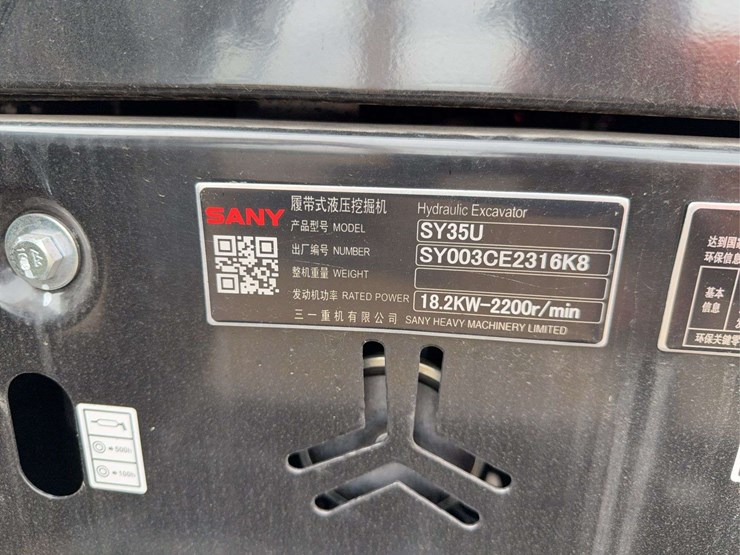 SANY
履带式液压挖掘机 Hydraulic Excavator
产品型号 MODEL SY35U
出厂编号 NUMBER SY003CE2316K8
整机重量 WEIGHT
发动机功率 RATED POWER 18.2KW-2200r/min
三一重机有限公司 SANY HEAVY MACHINERY LIMITED
达到国
环保信息
基本
信息
环保关键零
500h
100h